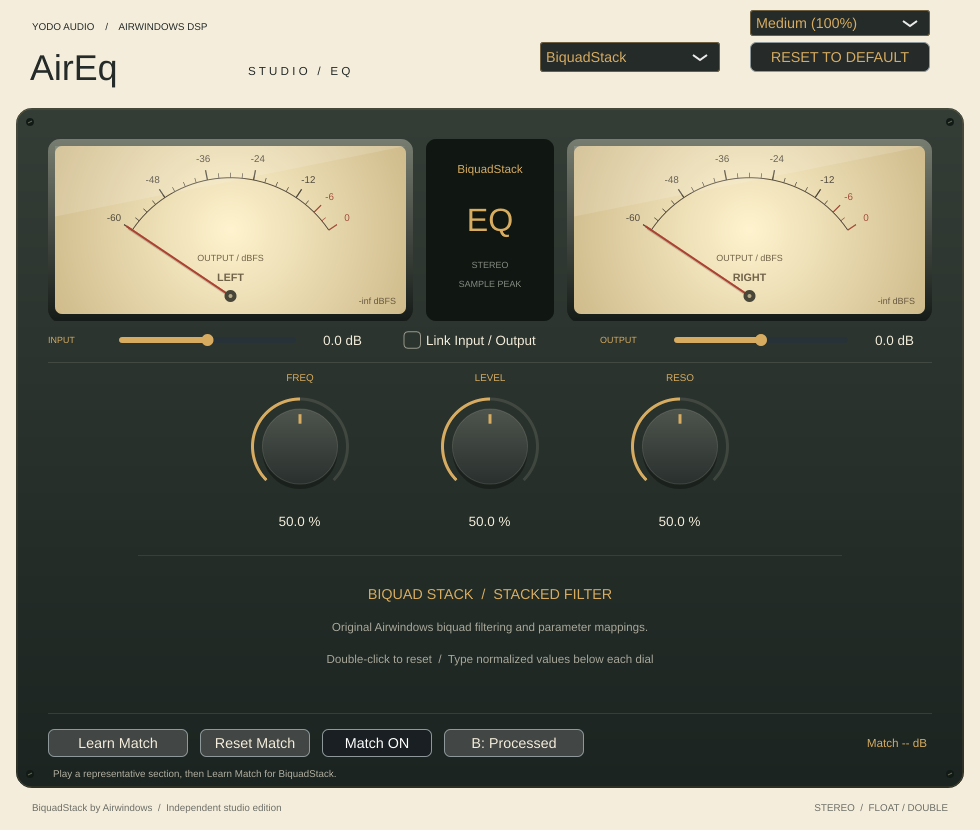 YODO AUDIO / AIRWINDOWS DSP
Medium (100%)
AirEq
STUDIO / EQ
BiquadStack
RESET TO DEFAULT
-60
-48
-36
-24
-12
-6
0
OUTPUT / dBFS
LEFT
-inf dBFS
BiquadStack
EQ
STEREO
SAMPLE PEAK
-60
-48
-36
-24
-12
-6
0
OUTPUT / dBFS
RIGHT
-inf dBFS
INPUT
0.0 dB
Link Input / Output
OUTPUT
0.0 dB
FREQ
LEVEL
RESO
50.0 %
50.0 %
50.0 %
BIQUAD STACK / STACKED FILTER
Original Airwindows biquad filtering and parameter mappings.
Double-click to reset / Type normalized values below each dial
Learn Match
Reset Match
Match ON
B: Processed
Match -- dB
Play a representative section, then Learn Match for BiquadStack.
BiquadStack by Airwindows / Independent studio edition
STEREO / FLOAT / DOUBLE